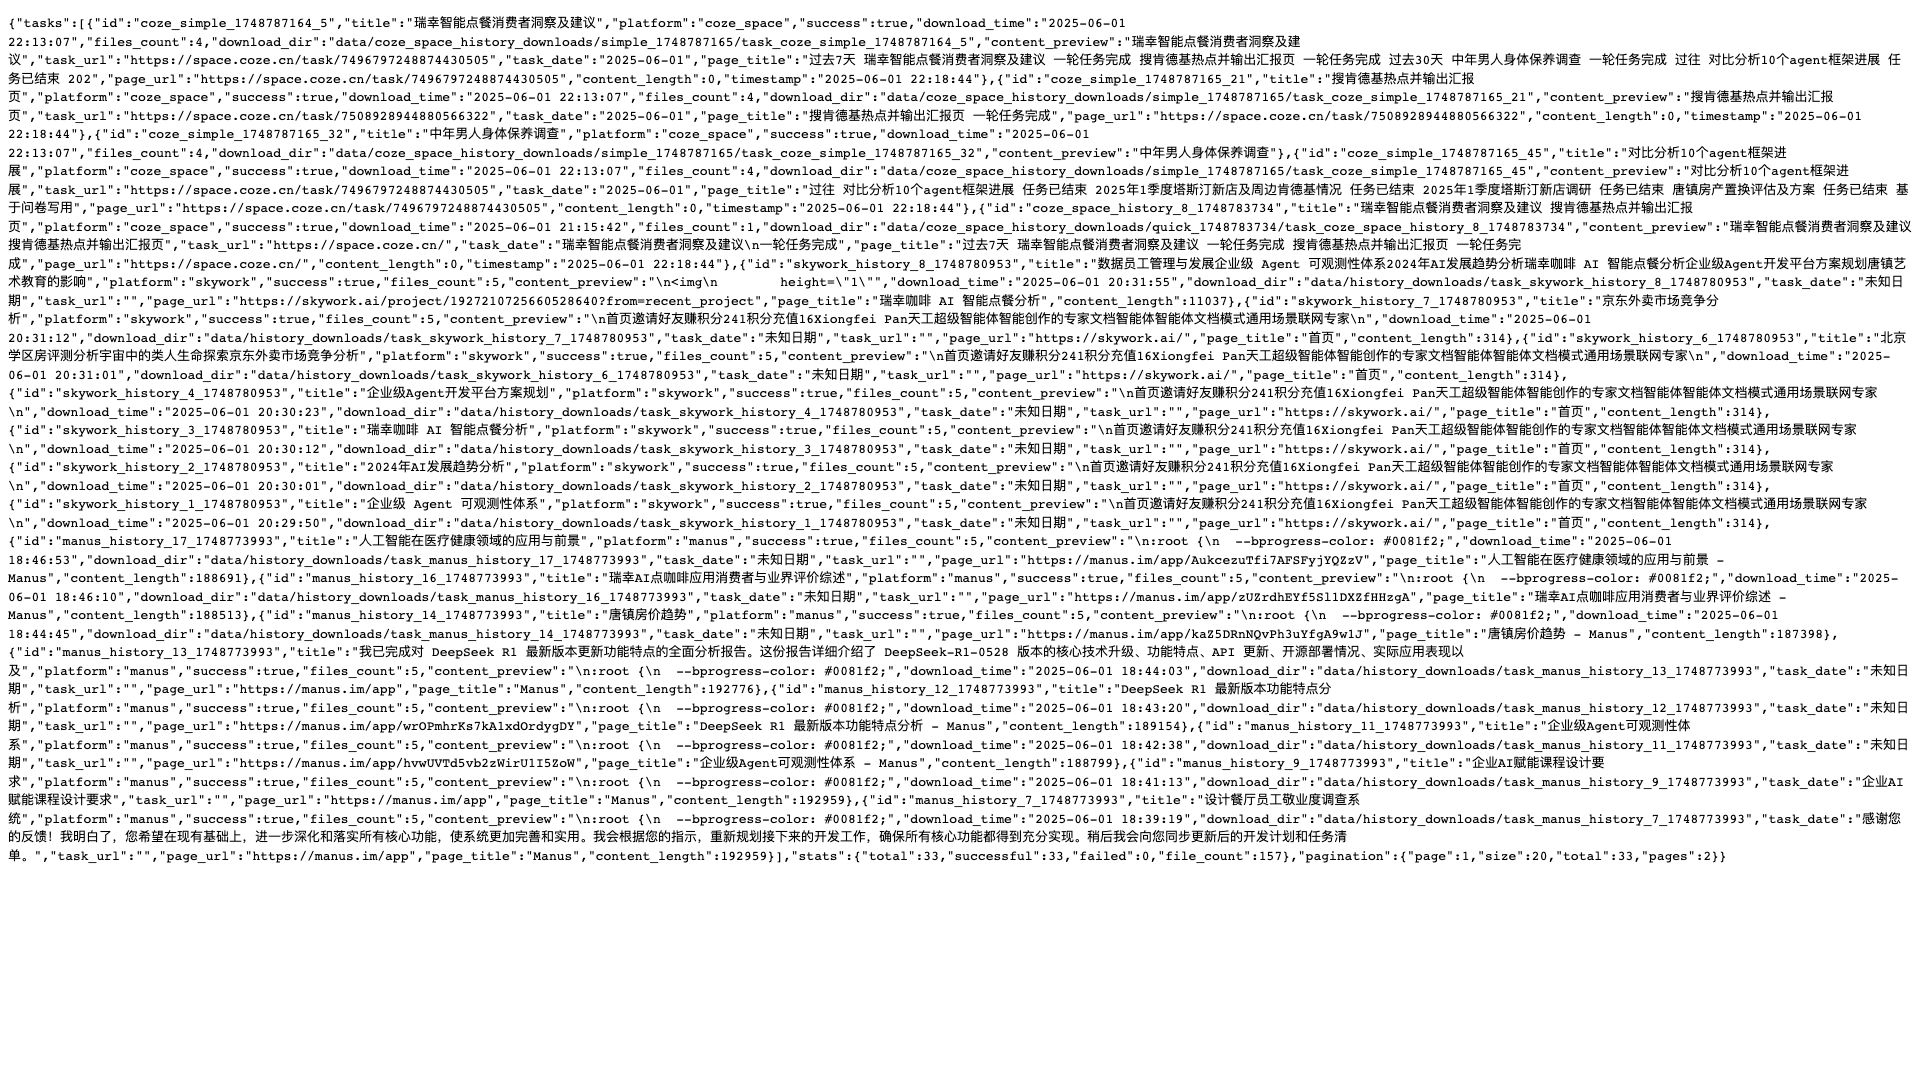 {"tasks":[{"id":"coze_simple_1748787164_5","title":"瑞幸智能点餐消费者洞察及建议","platform":"coze_space","success":true,"download_time":"2025-06-01
22:13:07","files_count":4,"download_dir":"data/coze_space_history_downloads/simple_1748787165/task_coze_simple_1748787164_5","content_preview":"瑞幸智能点餐消费者洞察及建
议","task_url":"https://space.coze.cn/task/7496797248874430505","task_date":"2025-06-01","page_title":"过去7天 瑞幸智能点餐消费者洞察及建议 一轮任务完成 搜肯德基热点并输出汇报页 一轮任务完成 过去30天 中年男人身体保养调查 一轮任务完成 过往 对比分析10个agent框架进展 任
务已结束 202","page_url":"https://space.coze.cn/task/7496797248874430505","content_length":0,"timestamp":"2025-06-01 22:18:44"},{"id":"coze_simple_1748787165_21","title":"搜肯德基热点并输出汇报
页","platform":"coze_space","success":true,"download_time":"2025-06-01 22:13:07","files_count":4,"download_dir":"data/coze_space_history_downloads/simple_1748787165/task_coze_simple_1748787165_21","content_preview":"搜肯德基热点并输出汇报
页","task_url":"https://space.coze.cn/task/7508928944880566322","task_date":"2025-06-01","page_title":"搜肯德基热点并输出汇报页 一轮任务完成","page_url":"https://space.coze.cn/task/7508928944880566322","content_length":0,"timestamp":"2025-06-01
22:18:44"},{"id":"coze_simple_1748787165_32","title":"中年男人身体保养调查","platform":"coze_space","success":true,"download_time":"2025-06-01
22:13:07","files_count":4,"download_dir":"data/coze_space_history_downloads/simple_1748787165/task_coze_simple_1748787165_32","content_preview":"中年男人身体保养调查"},{"id":"coze_simple_1748787165_45","title":"对比分析10个agent框架进
展","platform":"coze_space","success":true,"download_time":"2025-06-01 22:13:07","files_count":4,"download_dir":"data/coze_space_history_downloads/simple_1748787165/task_coze_simple_1748787165_45","content_preview":"对比分析10个agent框架进
展","task_url":"https://space.coze.cn/task/7496797248874430505","task_date":"2025-06-01","page_title":"过往 对比分析10个agent框架进展 任务已结束 2025年1季度塔斯汀新店及周边肯德基情况 任务已结束 2025年1季度塔斯汀新店调研 任务已结束 唐镇房产置换评估及方案 任务已结束 基
于问卷写用","page_url":"https://space.coze.cn/task/7496797248874430505","content_length":0,"timestamp":"2025-06-01 22:18:44"},{"id":"coze_space_history_8_1748783734","title":"瑞幸智能点餐消费者洞察及建议 搜肯德基热点并输出汇报
页","platform":"coze_space","success":true,"download_time":"2025-06-01 21:15:42","files_count":1,"download_dir":"data/coze_space_history_downloads/quick_1748783734/task_coze_space_history_8_1748783734","content_preview":"瑞幸智能点餐消费者洞察及建议
搜肯德基热点并输出汇报页","task_url":"https://space.coze.cn/","task_date":"瑞幸智能点餐消费者洞察及建议\n一轮任务完成","page_title":"过去7天 瑞幸智能点餐消费者洞察及建议 一轮任务完成 搜肯德基热点并输出汇报页 一轮任务完
成","page_url":"https://space.coze.cn/","content_length":0,"timestamp":"2025-06-01 22:18:44"},{"id":"skywork_history_8_1748780953","title":"数据员工管理与发展企业级 Agent 可观测性体系2024年AI发展趋势分析瑞幸咖啡 AI 智能点餐分析企业级Agent开发平台方案规划唐镇艺
术教育的影响","platform":"skywork","success":true,"files_count":5,"content_preview":"\n<img\n        height=\"1\"","download_time":"2025-06-01 20:31:55","download_dir":"data/history_downloads/task_skywork_history_8_1748780953","task_date":"未知日
期","task_url":"","page_url":"https://skywork.ai/project/1927210725660528640?from=recent_project","page_title":"瑞幸咖啡 AI 智能点餐分析","content_length":11037},{"id":"skywork_history_7_1748780953","title":"京东外卖市场竞争分
析","platform":"skywork","success":true,"files_count":5,"content_preview":"\n首页邀请好友赚积分241积分充值16Xiongfei Pan天工超级智能体智能创作的专家文档智能体智能体文档模式通用场景联网专家\n","download_time":"2025-06-01
20:31:12","download_dir":"data/history_downloads/task_skywork_history_7_1748780953","task_date":"未知日期","task_url":"","page_url":"https://skywork.ai/","page_title":"首页","content_length":314},{"id":"skywork_history_6_1748780953","title":"北京
学区房评测分析宇宙中的类人生命探索京东外卖市场竞争分析","platform":"skywork","success":true,"files_count":5,"content_preview":"\n首页邀请好友赚积分241积分充值16Xiongfei Pan天工超级智能体智能创作的专家文档智能体智能体文档模式通用场景联网专家\n","download_time":"2025-
06-01 20:31:01","download_dir":"data/history_downloads/task_skywork_history_6_1748780953","task_date":"未知日期","task_url":"","page_url":"https://skywork.ai/","page_title":"首页","content_length":314},
{"id":"skywork_history_4_1748780953","title":"企业级Agent开发平台方案规划","platform":"skywork","success":true,"files_count":5,"content_preview":"\n首页邀请好友赚积分241积分充值16Xiongfei Pan天工超级智能体智能创作的专家文档智能体智能体文档模式通用场景联网专家
\n","download_time":"2025-06-01 20:30:23","download_dir":"data/history_downloads/task_skywork_history_4_1748780953","task_date":"未知日期","task_url":"","page_url":"https://skywork.ai/","page_title":"首页","content_length":314},
{"id":"skywork_history_3_1748780953","title":"瑞幸咖啡 AI 智能点餐分析","platform":"skywork","success":true,"files_count":5,"content_preview":"\n首页邀请好友赚积分241积分充值16Xiongfei Pan天工超级智能体智能创作的专家文档智能体智能体文档模式通用场景联网专家
\n","download_time":"2025-06-01 20:30:12","download_dir":"data/history_downloads/task_skywork_history_3_1748780953","task_date":"未知日期","task_url":"","page_url":"https://skywork.ai/","page_title":"首页","content_length":314},
{"id":"skywork_history_2_1748780953","title":"2024年AI发展趋势分析","platform":"skywork","success":true,"files_count":5,"content_preview":"\n首页邀请好友赚积分241积分充值16Xiongfei Pan天工超级智能体智能创作的专家文档智能体智能体文档模式通用场景联网专家
\n","download_time":"2025-06-01 20:30:01","download_dir":"data/history_downloads/task_skywork_history_2_1748780953","task_date":"未知日期","task_url":"","page_url":"https://skywork.ai/","page_title":"首页","content_length":314},
{"id":"skywork_history_1_1748780953","title":"企业级 Agent 可观测性体系","platform":"skywork","success":true,"files_count":5,"content_preview":"\n首页邀请好友赚积分241积分充值16Xiongfei Pan天工超级智能体智能创作的专家文档智能体智能体文档模式通用场景联网专家
\n","download_time":"2025-06-01 20:29:50","download_dir":"data/history_downloads/task_skywork_history_1_1748780953","task_date":"未知日期","task_url":"","page_url":"https://skywork.ai/","page_title":"首页","content_length":314},
{"id":"manus_history_17_1748773993","title":"人工智能在医疗健康领域的应用与前景","platform":"manus","success":true,"files_count":5,"content_preview":"\n:root {\n  --bprogress-color: #0081f2;","download_time":"2025-06-01
18:46:53","download_dir":"data/history_downloads/task_manus_history_17_1748773993","task_date":"未知日期","task_url":"","page_url":"https://manus.im/app/AukcezuTfi7AFSFyjYQZzV","page_title":"人工智能在医疗健康领域的应用与前景 -
Manus","content_length":188691},{"id":"manus_history_16_1748773993","title":"瑞幸AI点咖啡应用消费者与业界评价综述","platform":"manus","success":true,"files_count":5,"content_preview":"\n:root {\n  --bprogress-color: #0081f2;","download_time":"2025-
06-01 18:46:10","download_dir":"data/history_downloads/task_manus_history_16_1748773993","task_date":"未知日期","task_url":"","page_url":"https://manus.im/app/zUZrdhEYf5Sl1DXZfHHzgA","page_title":"瑞幸AI点咖啡应用消费者与业界评价综述 -
Manus","content_length":188513},{"id":"manus_history_14_1748773993","title":"唐镇房价趋势","platform":"manus","success":true,"files_count":5,"content_preview":"\n:root {\n  --bprogress-color: #0081f2;","download_time":"2025-06-01
18:44:45","download_dir":"data/history_downloads/task_manus_history_14_1748773993","task_date":"未知日期","task_url":"","page_url":"https://manus.im/app/kaZ5DRnNQvPh3uYfgA9w1J","page_title":"唐镇房价趋势 - Manus","content_length":187398},
{"id":"manus_history_13_1748773993","title":"我已完成对 DeepSeek R1 最新版本更新功能特点的全面分析报告。这份报告详细介绍了 DeepSeek-R1-0528 版本的核心技术升级、功能特点、API 更新、开源部署情况、实际应用表现以
及","platform":"manus","success":true,"files_count":5,"content_preview":"\n:root {\n  --bprogress-color: #0081f2;","download_time":"2025-06-01 18:44:03","download_dir":"data/history_downloads/task_manus_history_13_1748773993","task_date":"未知日
期","task_url":"","page_url":"https://manus.im/app","page_title":"Manus","content_length":192776},{"id":"manus_history_12_1748773993","title":"DeepSeek R1 最新版本功能特点分
析","platform":"manus","success":true,"files_count":5,"content_preview":"\n:root {\n  --bprogress-color: #0081f2;","download_time":"2025-06-01 18:43:20","download_dir":"data/history_downloads/task_manus_history_12_1748773993","task_date":"未知日
期","task_url":"","page_url":"https://manus.im/app/wrOPmhrKs7kA1xdOrdygDY","page_title":"DeepSeek R1 最新版本功能特点分析 - Manus","content_length":189154},{"id":"manus_history_11_1748773993","title":"企业级Agent可观测性体
系","platform":"manus","success":true,"files_count":5,"content_preview":"\n:root {\n  --bprogress-color: #0081f2;","download_time":"2025-06-01 18:42:38","download_dir":"data/history_downloads/task_manus_history_11_1748773993","task_date":"未知日
期","task_url":"","page_url":"https://manus.im/app/hvwUVTd5vb2zWirU1I5ZoW","page_title":"企业级Agent可观测性体系 - Manus","content_length":188799},{"id":"manus_history_9_1748773993","title":"企业AI赋能课程设计要
求","platform":"manus","success":true,"files_count":5,"content_preview":"\n:root {\n  --bprogress-color: #0081f2;","download_time":"2025-06-01 18:41:13","download_dir":"data/history_downloads/task_manus_history_9_1748773993","task_date":"企业AI
赋能课程设计要求","task_url":"","page_url":"https://manus.im/app","page_title":"Manus","content_length":192959},{"id":"manus_history_7_1748773993","title":"设计餐厅员工敬业度调查系
统","platform":"manus","success":true,"files_count":5,"content_preview":"\n:root {\n  --bprogress-color: #0081f2;","download_time":"2025-06-01 18:39:19","download_dir":"data/history_downloads/task_manus_history_7_1748773993","task_date":"感谢您
的反馈！我明白了，您希望在现有基础上，进一步深化和落实所有核心功能，使系统更加完善和实用。我会根据您的指示，重新规划接下来的开发工作，确保所有核心功能都得到充分实现。稍后我会向您同步更新后的开发计划和任务清
单。","task_url":"","page_url":"https://manus.im/app","page_title":"Manus","content_length":192959}],"stats":{"total":33,"successful":33,"failed":0,"file_count":157},"pagination":{"page":1,"size":20,"total":33,"pages":2}}